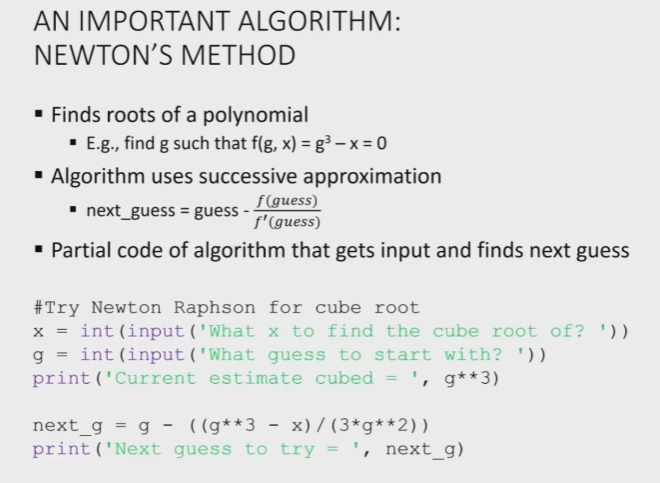 AN IMPORTANT ALGORITHM:
NEWTON'S METHOD
▪ Finds roots of a polynomial
▪ E.g., find g such that f(g, x) = g³ – x = 0
▪ Algorithm uses successive approximation
▪ next_guess = guess - f(guess)/f′(guess)
▪ Partial code of algorithm that gets input and finds next guess
#Try Newton Raphson for cube root
x = int(input('What x to find the cube root of? '))
g = int(input('What guess to start with? '))
print('Current estimate cubed = ', g**3)
next_g = g - ((g**3 - x)/(3*g**2))
print('Next guess to try = ', next_g)